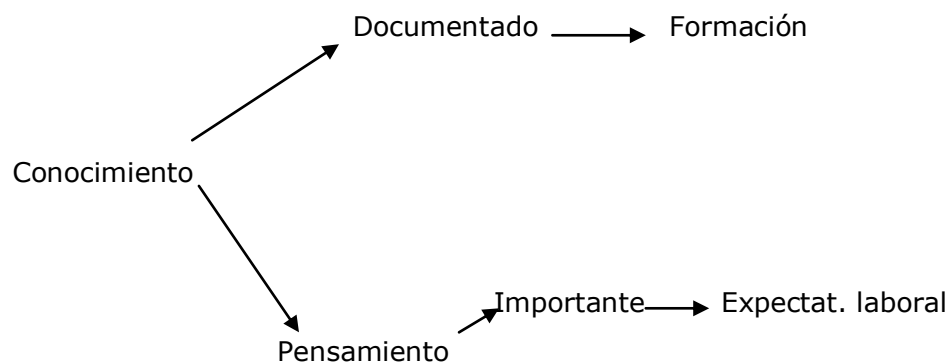 Documentado Formación
Conocimiento
Importante Expectat. laboral
Pensamiento